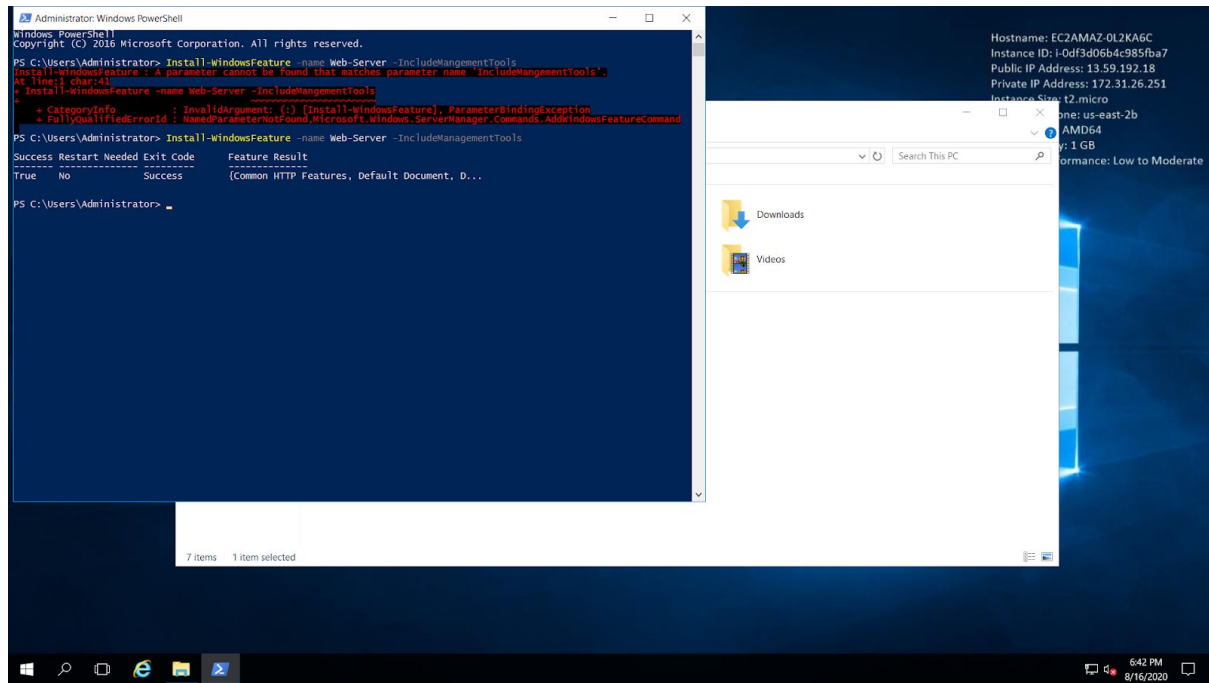 Administrator: Windows PowerShell
Windows PowerShell
Copyright (C) 2016 Microsoft Corporation. All rights reserved.
PS C:\Users\Administrator> Install-WindowsFeature -name Web-Server -IncludeMangementTools
Install-WindowsFeature : A parameter cannot be found that matches parameter name 'IncludeMangementTools'.
At line:1 char:41
+ Install-WindowsFeature -name Web-Server -IncludeMangementTools
+ ~~~~~~~~~~~~~~~~~~~~~~
+ CategoryInfo : InvalidArgument: (:) [Install-WindowsFeature], ParameterBindingException
+ FullyQualifiedErrorId : NamedParameterNotFound,Microsoft.Windows.ServerManager.Commands.AddWindowsFeatureCommand
PS C:\Users\Administrator> Install-WindowsFeature -name Web-Server -IncludeManagementTools
Success Restart Needed Exit Code Feature Result
------- -------------- --------- --------------
True No Success {Common HTTP Features, Default Document, D...
PS C:\Users\Administrator> _
Hostname: EC2AMAZ-0L2KA6C
Instance ID: i-0df3d06b4c985fba7
Public IP Address: 13.59.192.18
Private IP Address: 172.31.26.251
Instance Size: t2.micro
one: us-east-2b
AMD64
y: 1 GB
ormance: Low to Moderate
Search This PC
Downloads
Videos
7 items 1 item selected
6:42 PM
8/16/2020